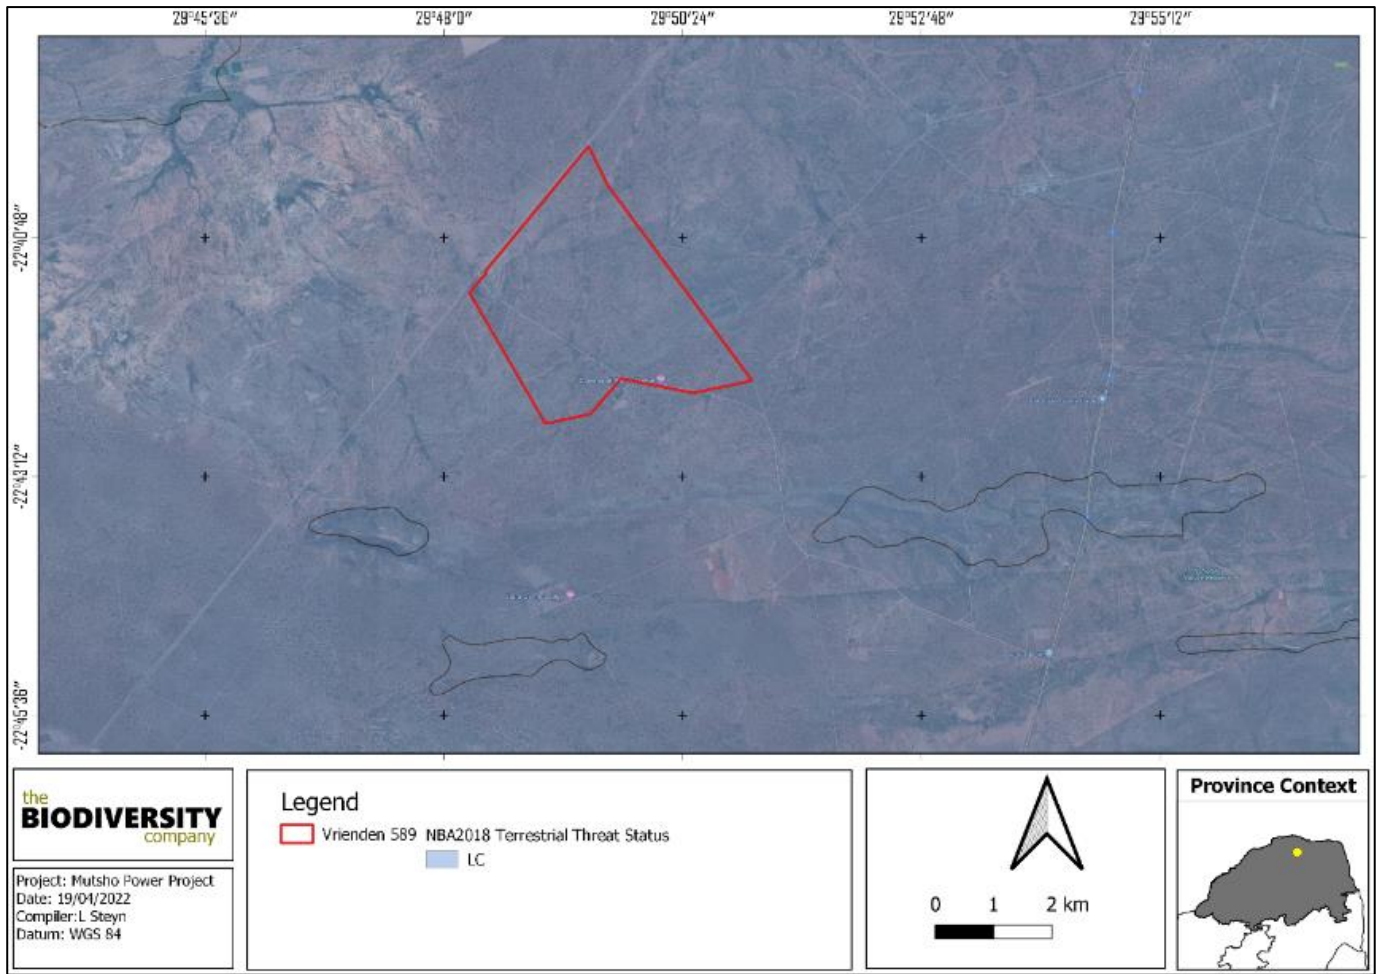 29°45'36" 29°48'0" 29°50'24" 29°52'48" 29°55'12"
-22°40'48"
-22°43'12"
-22°45'36"
the
BIODIVERSITY
company
Project: Mutsho Power Project
Date: 19/04/2022
Compiler:L Steyn
Datum: WGS 84
Legend
Vrienden 589 NBA2018 Terrestrial Threat Status
LC
0 1 2 km
Province Context